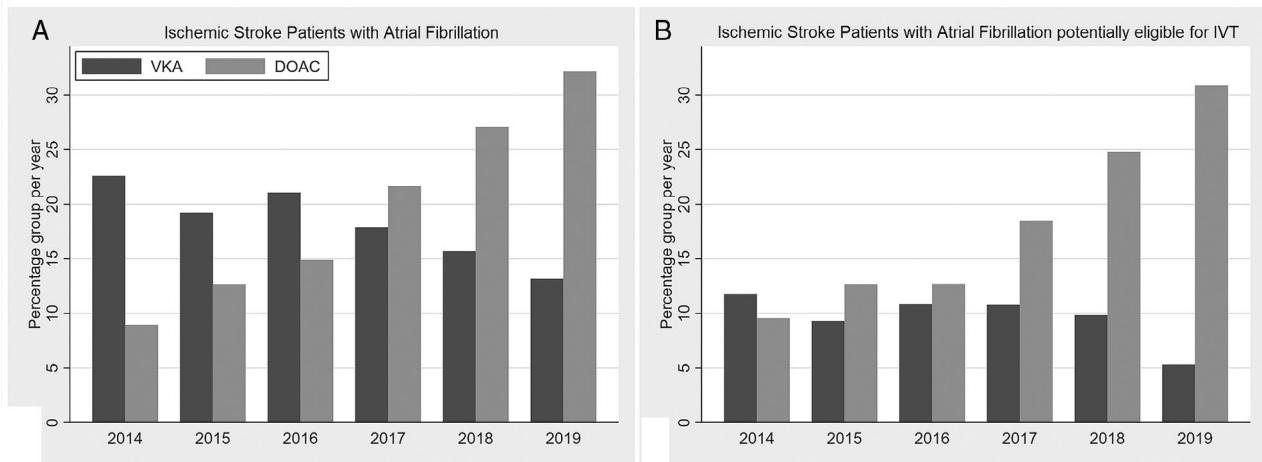 A
Ischemic Stroke Patients with Atrial Fibrillation
VKA DOAC
Percentage group per year
30
25
20
15
10
5
0
2014 2015 2016 2017 2018 2019
B
Ischemic Stroke Patients with Atrial Fibrillation potentially eligible for IVT
Percentage group per year
30
25
20
15
10
5
0
2014 2015 2016 2017 2018 2019